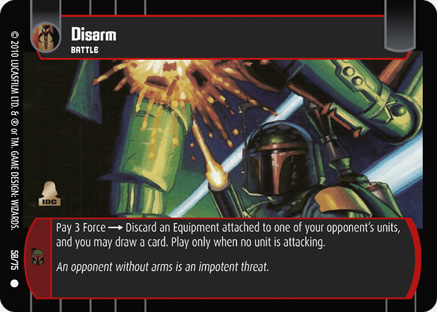 Disarm
BATTLE
IDC
Pay 3 Force → Discard an Equipment attached to one of your opponent's units,
and you may draw a card. Play only when no unit is attacking.
An opponent without arms is an impotent threat.
© 2010 LUCASFILM LTD. & ® or TM. GAME DESIGN: WIZARDS.
58/75